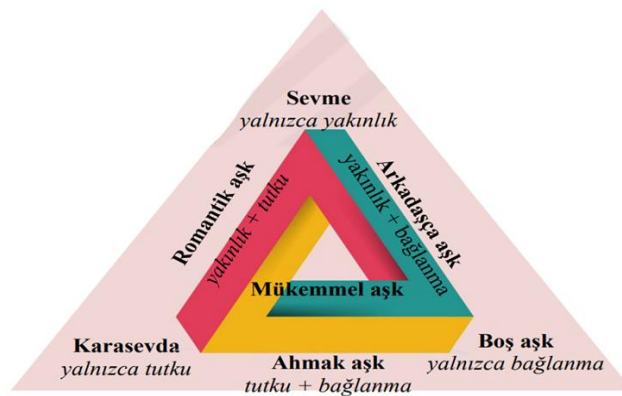 Sevme
yalnızca yakınlık
Romantik aşk
yakınlık + tutku
Arkadaşça aşk
yakınlık + bağlanma
Mükemmel aşk
Karasevda
yalnızca tutku
Ahmak aşk
tutku + bağlanma
Boş aşk
yalnızca bağlanma